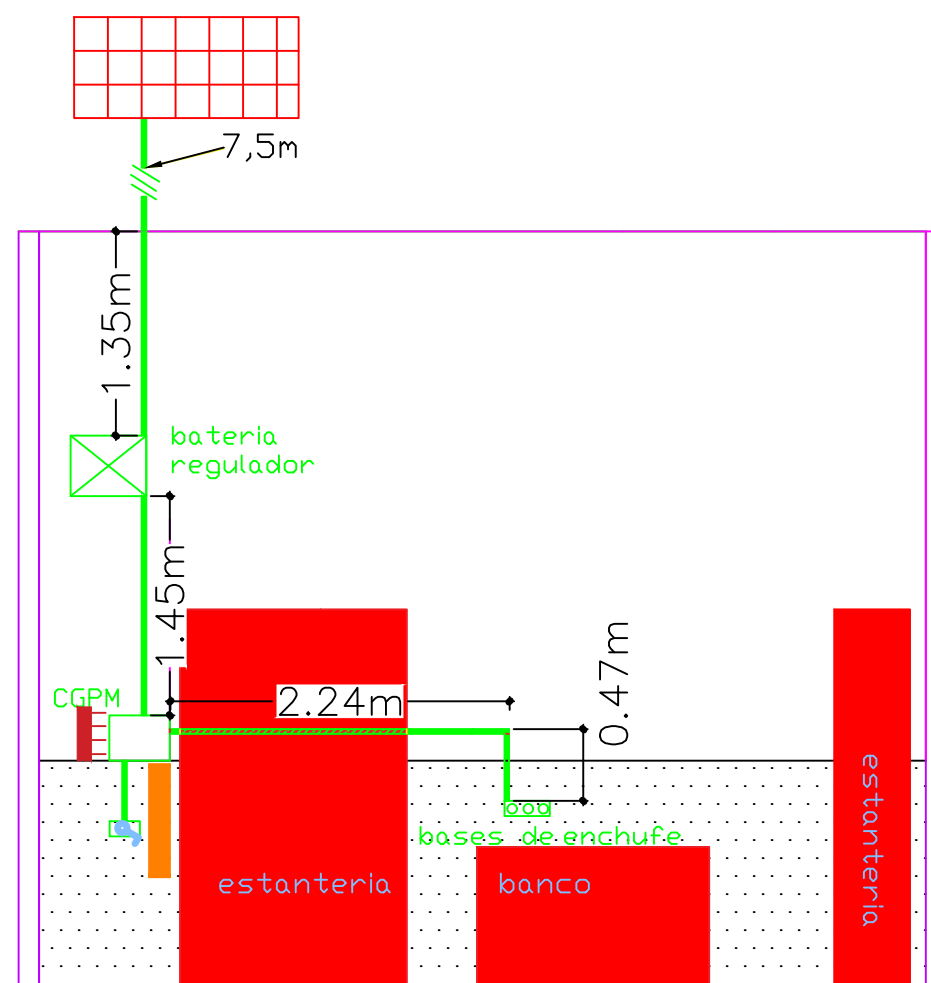 7,5m
1.35m
bateria
regulador
1.45m
0.47m
CGPM
2.24m
bases de enchufe
estanteria
estanteria
banco